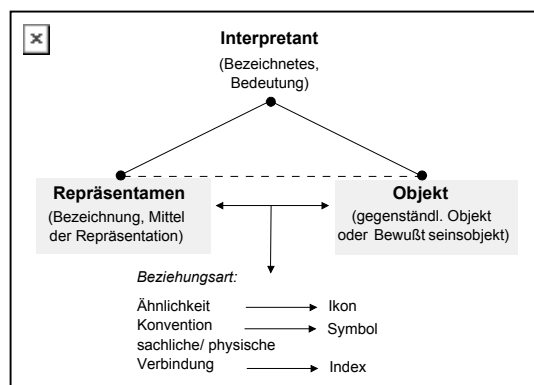 Interpretant
(Bezeichnetes,
Bedeutung)
Repräsentamen
(Bezeichnung, Mittel
der Repräsentation)
Objekt
(gegenständl. Objekt
oder Bewußt seinsobjekt)
Beziehungsart:
Ähnlichkeit Ikon
Konvention Symbol
sachliche/ physische
Verbindung Index